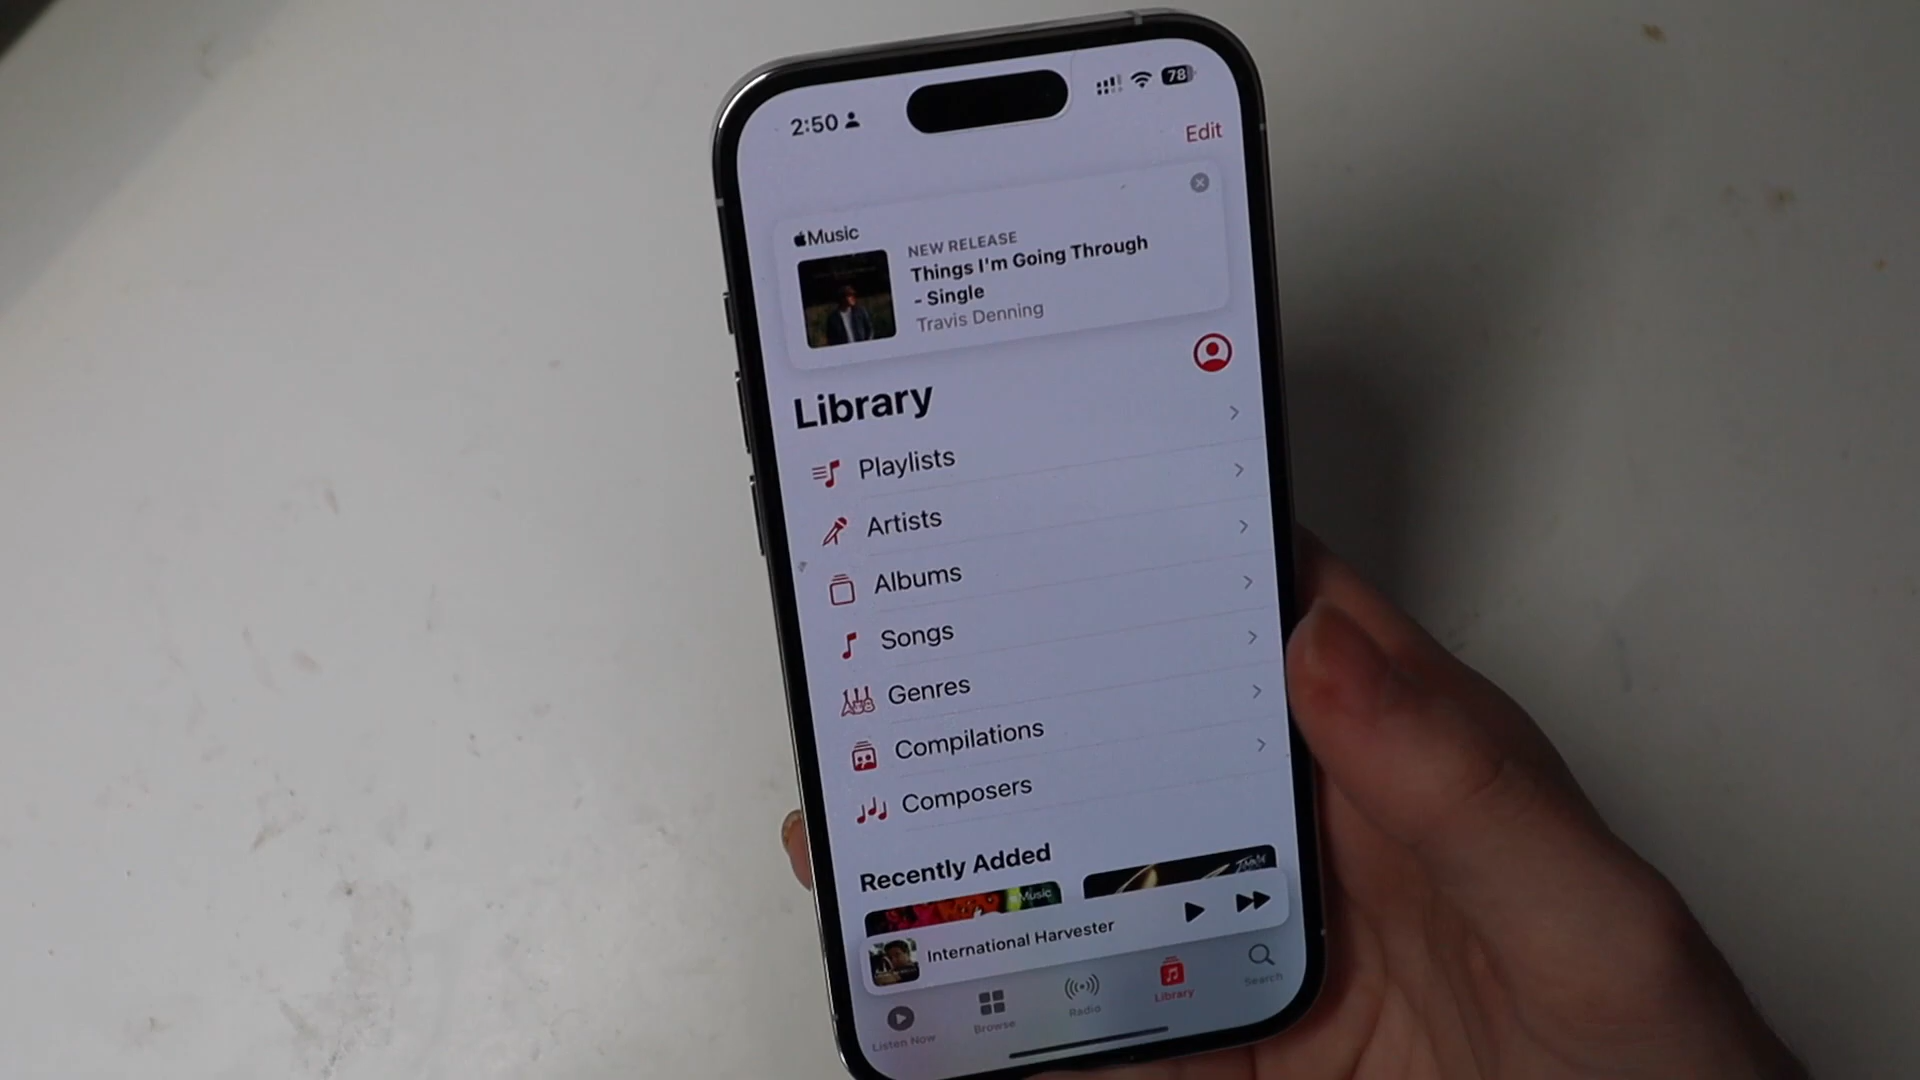 2:50
78
Edit
Music
NEW RELEASE
Things I'm Going Through
- Single
Travis Denning
Library
Playlists
Artists
Albums
Songs
Genres
Compilations
Composers
Recently Added
Music
International Harvester
Listen Now
Browse
Radio
Library
Search